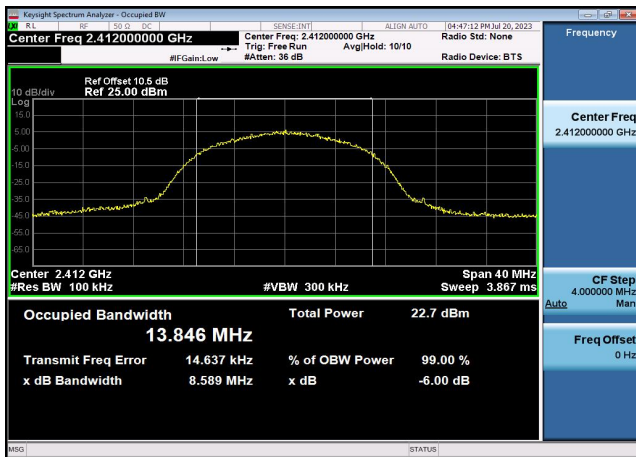 Keysight Spectrum Analyzer - Occupied BW
RL RF 50 Ω DC SENSE:INT ALIGN AUTO 04:47:12 PM Jul 20, 2023
Center Freq 2.412000000 GHz
Center Freq: 2.412000000 GHz Radio Std: None
Trig: Free Run Avg|Hold: 10/10
#IFGain:Low #Atten: 36 dB Radio Device: BTS
Ref Offset 10.5 dB
10 dB/div Ref 25.00 dBm
Log
15.0
5.00
-5.00
-15.0
-25.0
-35.0
-45.0
-55.0
-65.0
Center 2.412 GHz Span 40 MHz
#Res BW 100 kHz #VBW 300 kHz Sweep 3.867 ms
Occupied Bandwidth Total Power 22.7 dBm
13.846 MHz
Transmit Freq Error 14.637 kHz % of OBW Power 99.00 %
x dB Bandwidth 8.589 MHz x dB -6.00 dB
MSG STATUS
Frequency
Center Freq
2.412000000 GHz
CF Step
4.000000 MHz
Auto Man
Freq Offset
0 Hz